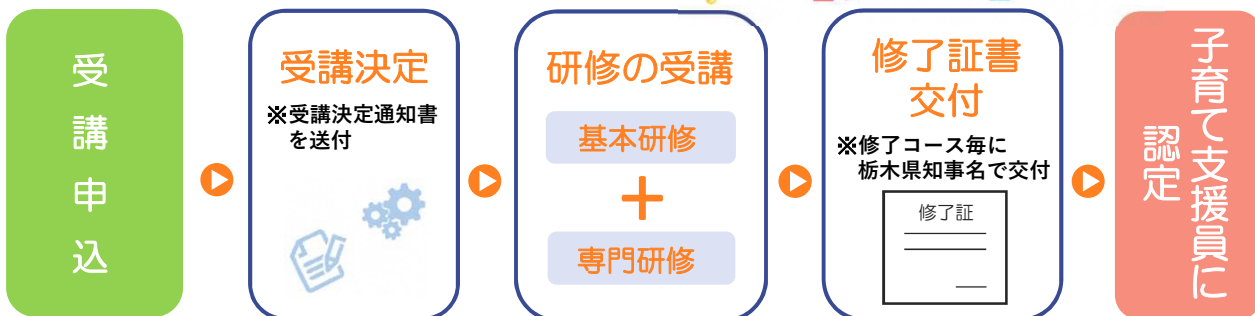 受講申込
受講決定
※受講決定通知書
を送付
研修の受講
基本研修
＋
専門研修
修了証書
交付
※修了コース毎に
栃木県知事名で交付
修了証
子育て支援員に
認定